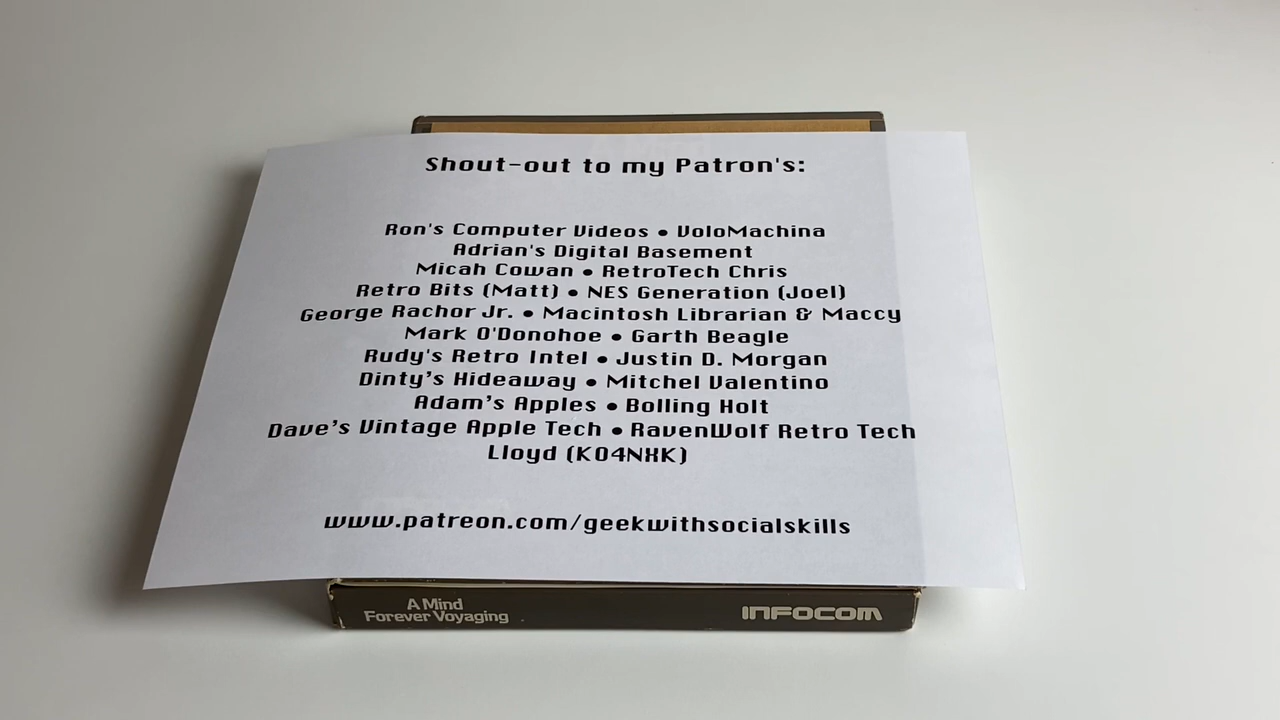 Shout-out to my Patron's:
Ron's Computer Videos • VoloMachina
Adrian's Digital Basement
Micah Cowan • RetroTech Chris
Retro Bits (Matt) • NES Generation (Joel)
George Rachor Jr. • Macintosh Librarian & Maccy
Mark O'Donohoe • Garth Beagle
Rudy's Retro Intel • Justin D. Morgan
Dinty's Hideaway • Mitchel Valentino
Adam's Apples • Bolling Holt
Dave's Vintage Apple Tech • RavenWolf Retro Tech
Lloyd (KO4NXK)
www.patreon.com/geekwithsocialskills
A Mind
Forever Voyaging
INFOCOM